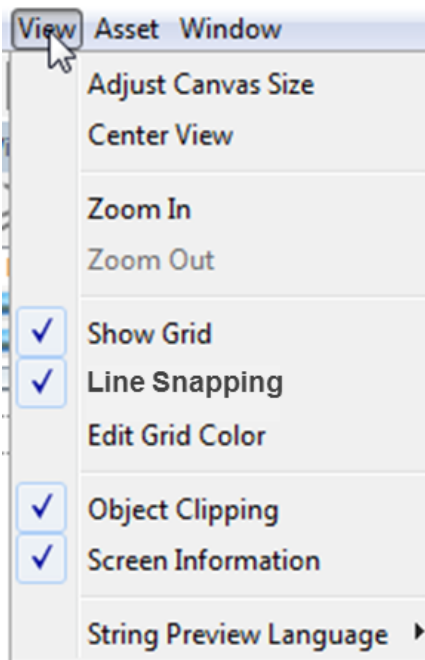 View Asset Window
Adjust Canvas Size
Center View
Zoom In
Zoom Out
Show Grid
Line Snapping
Edit Grid Color
Object Clipping
Screen Information
String Preview Language